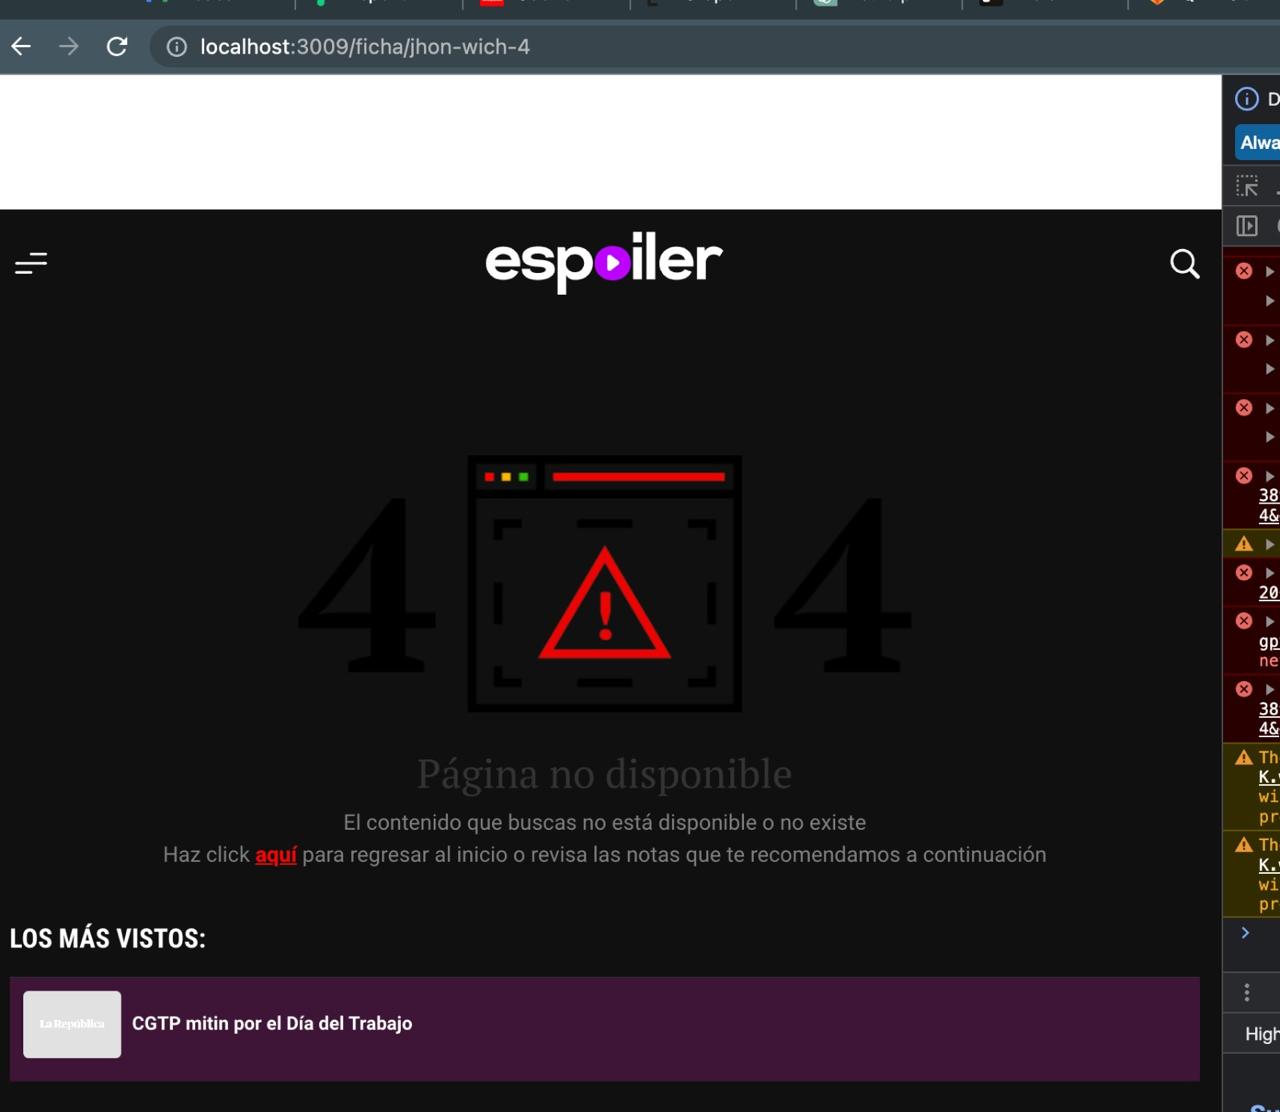 localhost:3009/ficha/jhon-wich-4
D
Alwa
espoiler
4 4
Página no disponible
El contenido que buscas no está disponible o no existe
Haz click aquí para regresar al inicio o revisa las notas que te recomendamos a continuación
LOS MÁS VISTOS:
La República
CGTP mitin por el Día del Trabajo
38
4&
20
gp
ne
38
4&
Th
K.
wi
pr
Th
K.
wi
pr
High